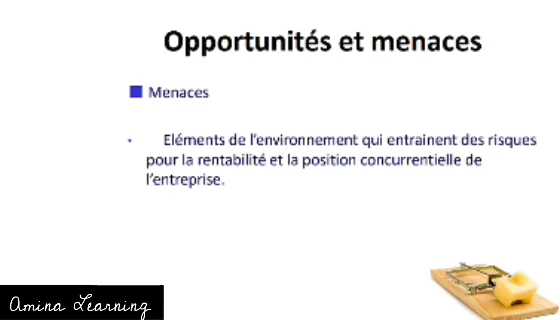 Opportunités et menaces
Menaces
Eléments de l'environnement qui entrainent des risques
pour la rentabilité et la position concurrentielle de
l'entreprise.
Amina Learning